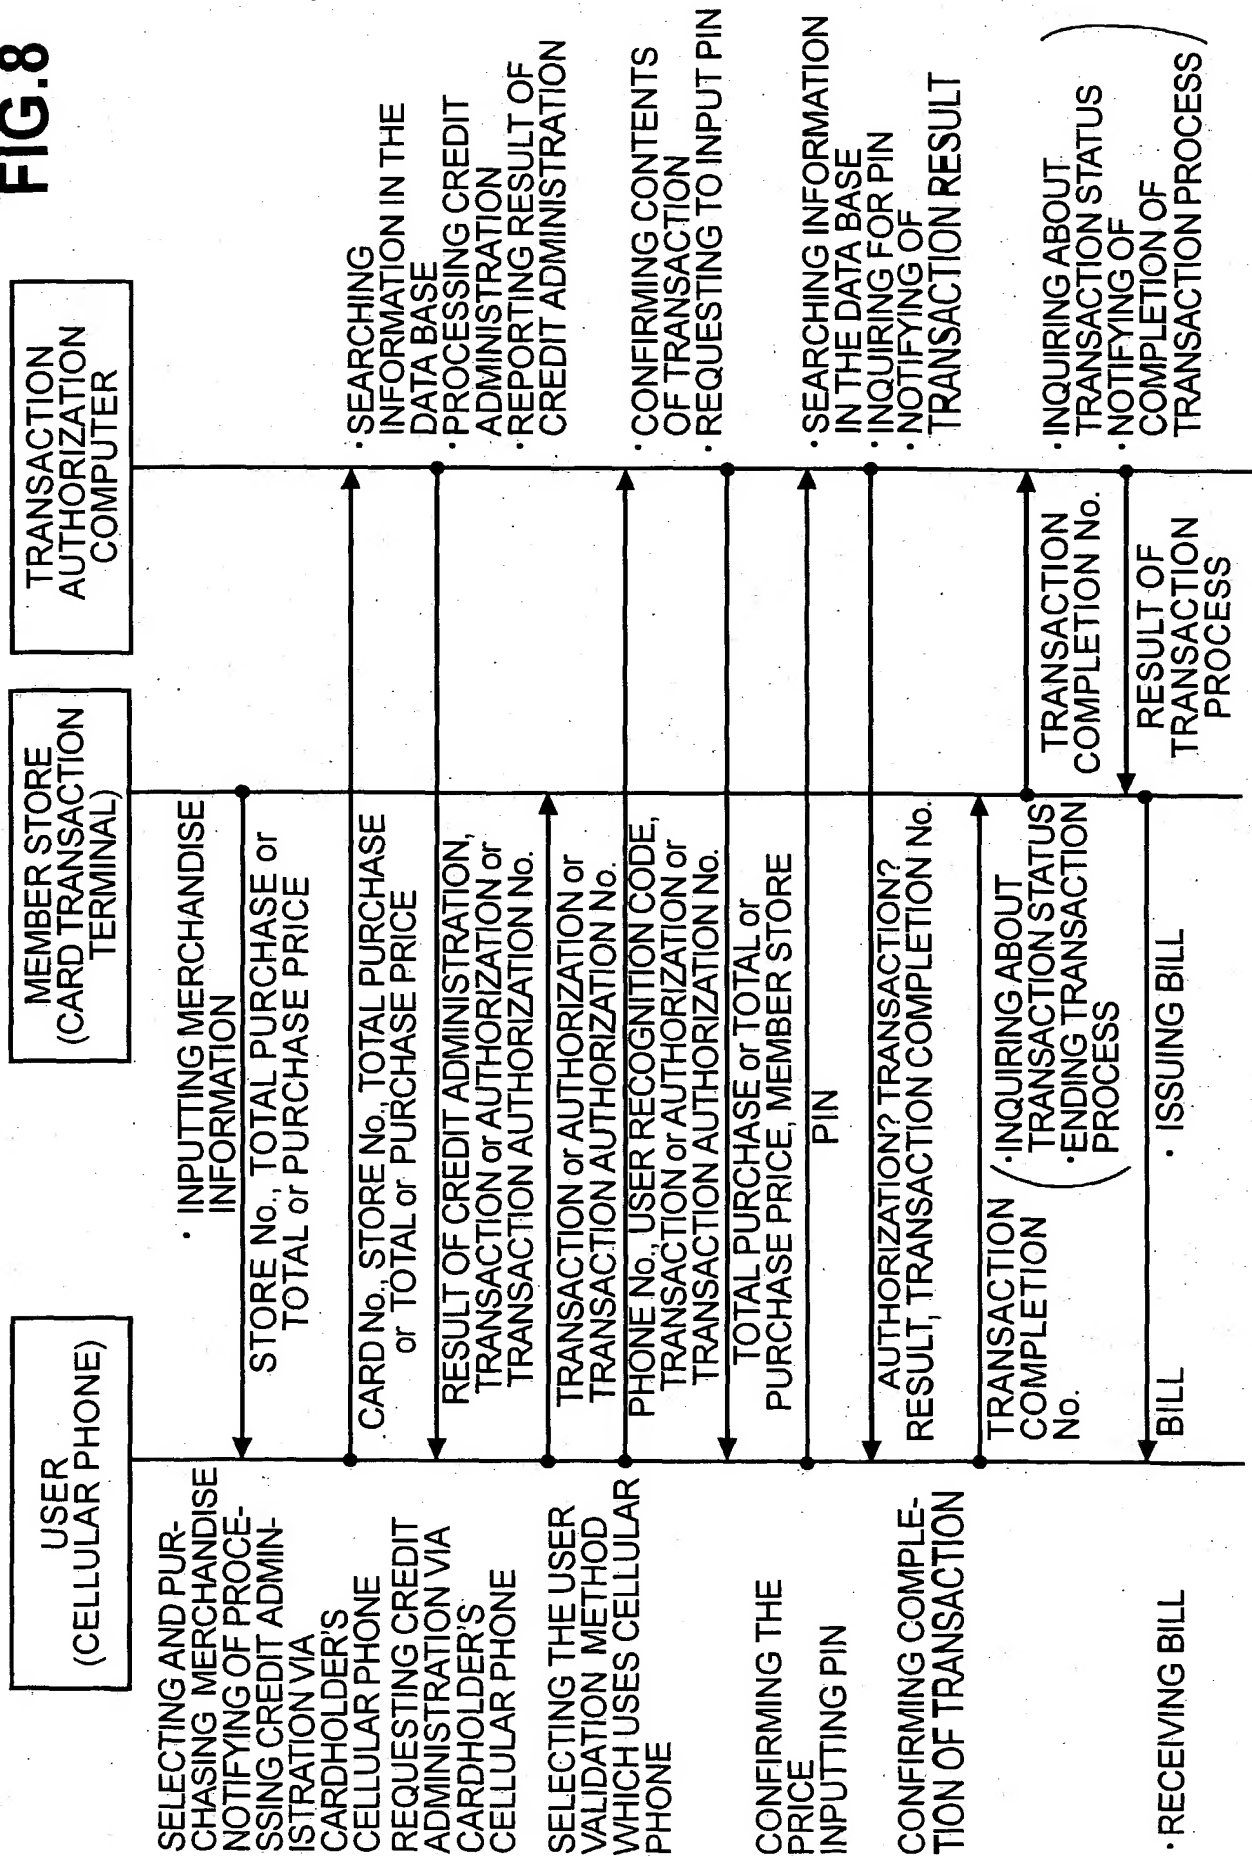 FIG.8
USER
(CELLULAR PHONE)
MEMBER STORE
(CARD TRANSACTION
TERMINAL)
TRANSACTION
AUTHORIZATION
COMPUTER
SELECTING AND PUR-
CHASING MERCHANDISE
NOTIFYING OF PROCE-
SSING CREDIT ADMIN-
ISTRATION VIA
CARDHOLDER'S
CELLULAR PHONE
REQUESTING CREDIT
ADMINISTRATION VIA
CARDHOLDER'S
CELLULAR PHONE
SELECTING THE USER
VALIDATION METHOD
WHICH USES CELLULAR
PHONE
CONFIRMING THE
PRICE
INPUTTING PIN
CONFIRMING COMPLE-
TION OF TRANSACTION
· RECEIVING BILL
· INPUTTING MERCHANDISE
INFORMATION
STORE No., TOTAL PURCHASE or
TOTAL or PURCHASE PRICE
CARD No., STORE No., TOTAL PURCHASE
or TOTAL or PURCHASE PRICE
RESULT OF CREDIT ADMINISTRATION,
TRANSACTION or AUTHORIZATION or
TRANSACTION AUTHORIZATION No.
TRANSACTION or AUTHORIZATION or
TRANSACTION AUTHORIZATION No.
PHONE No., USER RECOGNITION CODE,
TRANSACTION or AUTHORIZATION or
TRANSACTION AUTHORIZATION No.
TOTAL PURCHASE or TOTAL or
PURCHASE PRICE, MEMBER STORE
PIN
AUTHORIZATION? TRANSACTION?
RESULT, TRANSACTION COMPLETION No.
TRANSACTION
COMPLETION
No.
(· INQUIRING ABOUT
TRANSACTION STATUS
· ENDING TRANSACTION
PROCESS)
BILL
· ISSUING BILL
TRANSACTION
COMPLETION No.
RESULT OF
TRANSACTION
PROCESS
· SEARCHING
INFORMATION IN THE
DATA BASE
· PROCESSING CREDIT
ADMINISTRATION
· REPORTING RESULT OF
CREDIT ADMINISTRATION
· CONFIRMING CONTENTS
OF TRANSACTION
· REQUESTING TO INPUT PIN
· SEARCHING INFORMATION
IN THE DATA BASE
· INQUIRING FOR PIN
· NOTIFYING OF
TRANSACTION RESULT
· INQUIRING ABOUT
TRANSACTION STATUS
· NOTIFYING OF
COMPLETION OF
TRANSACTION PROCESS)